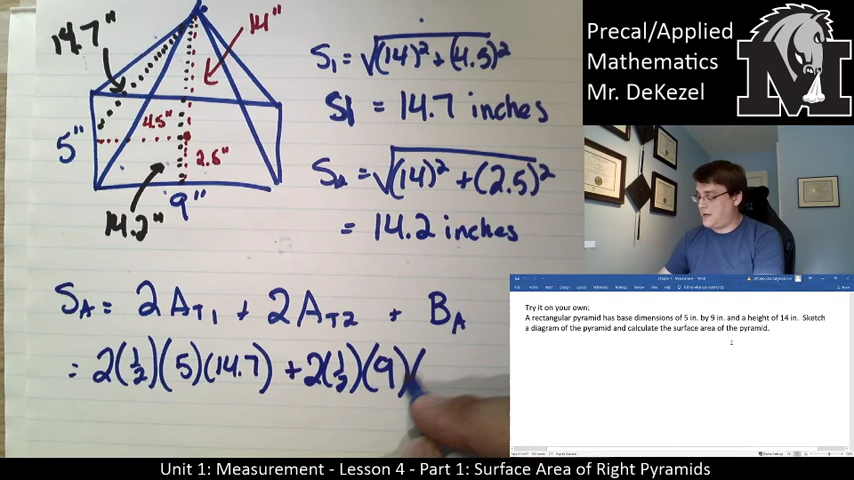 14.7"
14"
4.5"
5"
2.5"
9"
14.2"
S₁ = √(14)² + (4.5)²
S₁ = 14.7 inches
S₂ = √(14)² + (2.5)²
= 14.2 inches
S_A = 2A_T1 + 2A_T2 + B_A
= 2(1/2)(5)(14.7) + 2(1/2)(9)(
Precal/Applied
Mathematics
Mr. DeKezel
M
Try it on your own:
A rectangular pyramid has base dimensions of 5 in. by 9 in. and a height of 14 in. Sketch
a diagram of the pyramid and calculate the surface area of the pyramid.
Unit 1: Measurement - Lesson 4 - Part 1: Surface Area of Right Pyramids